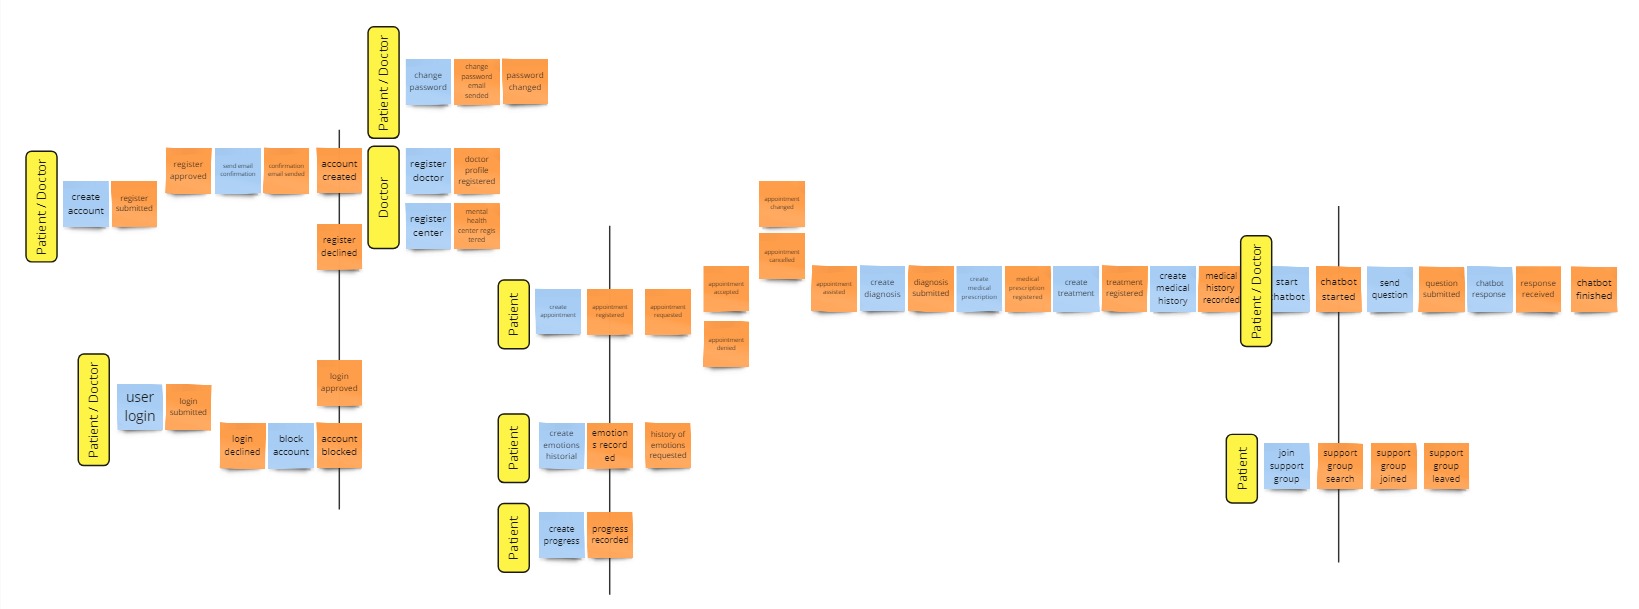 Patient / Doctor
change
password
change
password
email
sended
password
changed
Patient / Doctor
create
account
register
submitted
register
approved
send email
confirmation
confirmation
email sended
account
created
register
declined
Doctor
register
doctor
doctor
profile
registered
register
center
mental
health
center regis
tered
Patient / Doctor
user
login
login
submitted
login
approved
login
declined
block
account
account
blocked
Patient
create
appointment
appointment
registered
appointment
requested
appointment
accepted
appointment
denied
appointment
changed
appointment
cancelled
appointment
assisted
create
diagnosis
diagnosis
submitted
create
medical
prescription
medical
prescription
registered
create
treatment
treatment
registered
create
medical
history
medical
history
recorded
Patient
create
emotions
historial
emotion
s record
ed
history of
emotions
requested
Patient
create
progress
progress
recorded
Patient / Doctor
start
chatbot
chatbot
started
send
question
question
submitted
chatbot
response
response
received
chatbot
finished
Patient
join
support
group
support
group
search
support
group
joined
support
group
leaved